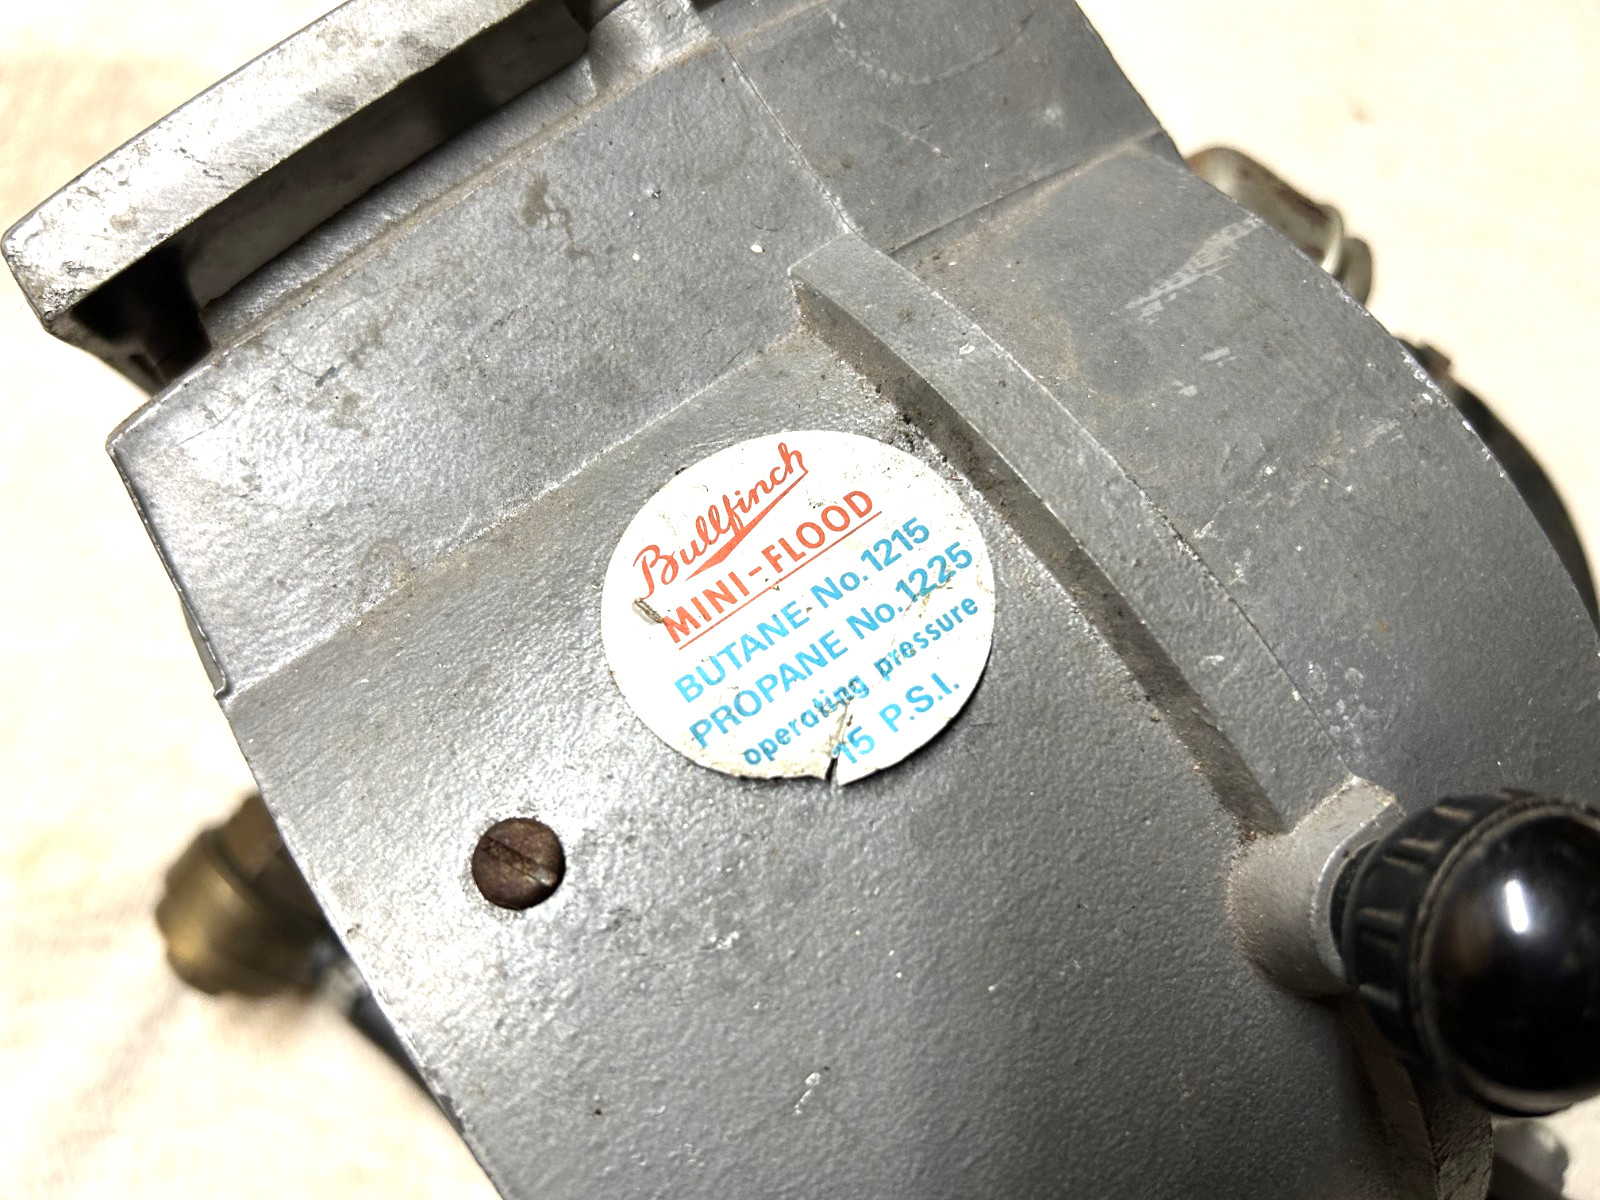 Bullfinch
MINI-FLOOD
BUTANE No. 1215
PROPANE No. 1225
operating pressure
15 P.S.I.